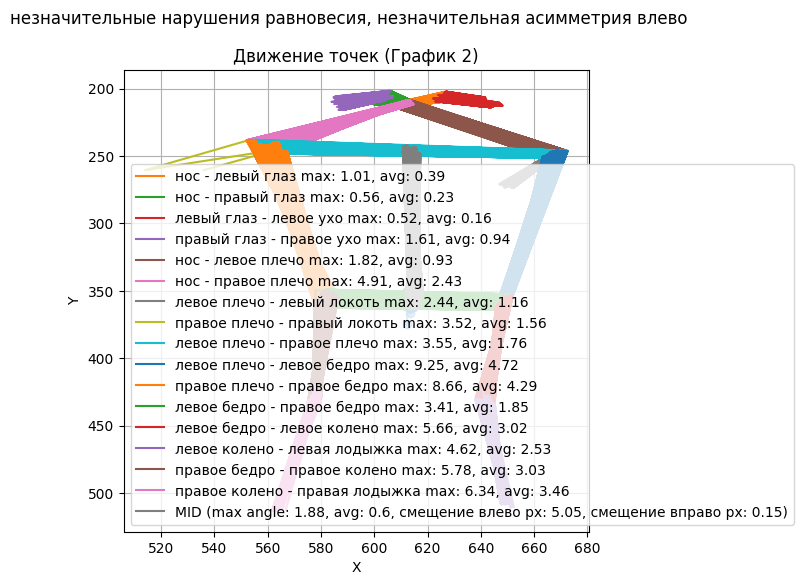 незначительные нарушения равновесия, незначительная асимметрия влево
Движение точек (График 2)
200
250
300
350
400
450
500
Y
нос - левый глаз max: 1.01, avg: 0.39
нос - правый глаз max: 0.56, avg: 0.23
левый глаз - левое ухо max: 0.52, avg: 0.16
правый глаз - правое ухо max: 1.61, avg: 0.94
нос - левое плечо max: 1.82, avg: 0.93
нос - правое плечо max: 4.91, avg: 2.43
левое плечо - левый локоть max: 2.44, avg: 1.16
правое плечо - правый локоть max: 3.52, avg: 1.56
левое плечо - правое плечо max: 3.55, avg: 1.76
левое плечо - левое бедро max: 9.25, avg: 4.72
правое плечо - правое бедро max: 8.66, avg: 4.29
левое бедро - правое бедро max: 3.41, avg: 1.85
левое бедро - левое колено max: 5.66, avg: 3.02
левое колено - левая лодыжка max: 4.62, avg: 2.53
правое бедро - правое колено max: 5.78, avg: 3.03
правое колено - правая лодыжка max: 6.34, avg: 3.46
MID (max angle: 1.88, avg: 0.6, смещение влево px: 5.05, смещение вправо px: 0.15)
520 540 560 580 600 620 640 660 680
X